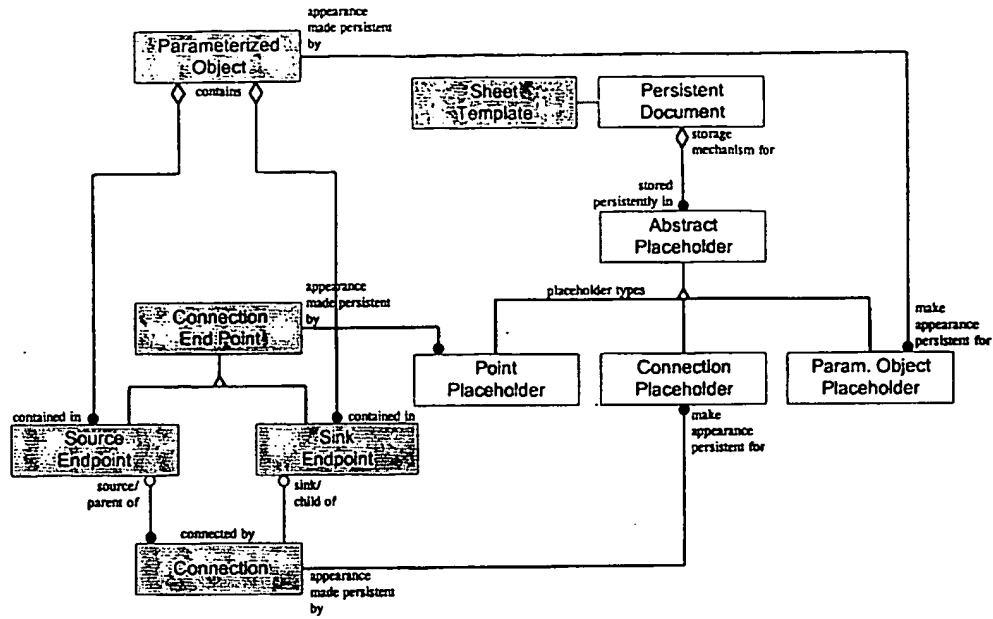 appearance
made persistent
by
Parameterized
Object
contains
Sheet
Template
Persistent
Document
storage
mechanism for
stored
persistently in
Abstract
Placeholder
appearance
made persistent
by
placeholder types
Connection
End Point
make
appearance
persistent for
Point
Placeholder
Connection
Placeholder
Param. Object
Placeholder
contained in
contained in
make
appearance
persistent for
Source
Endpoint
Sink
Endpoint
source/
parent of
sink/
child of
connected by
Connection
appearance
made persistent
by